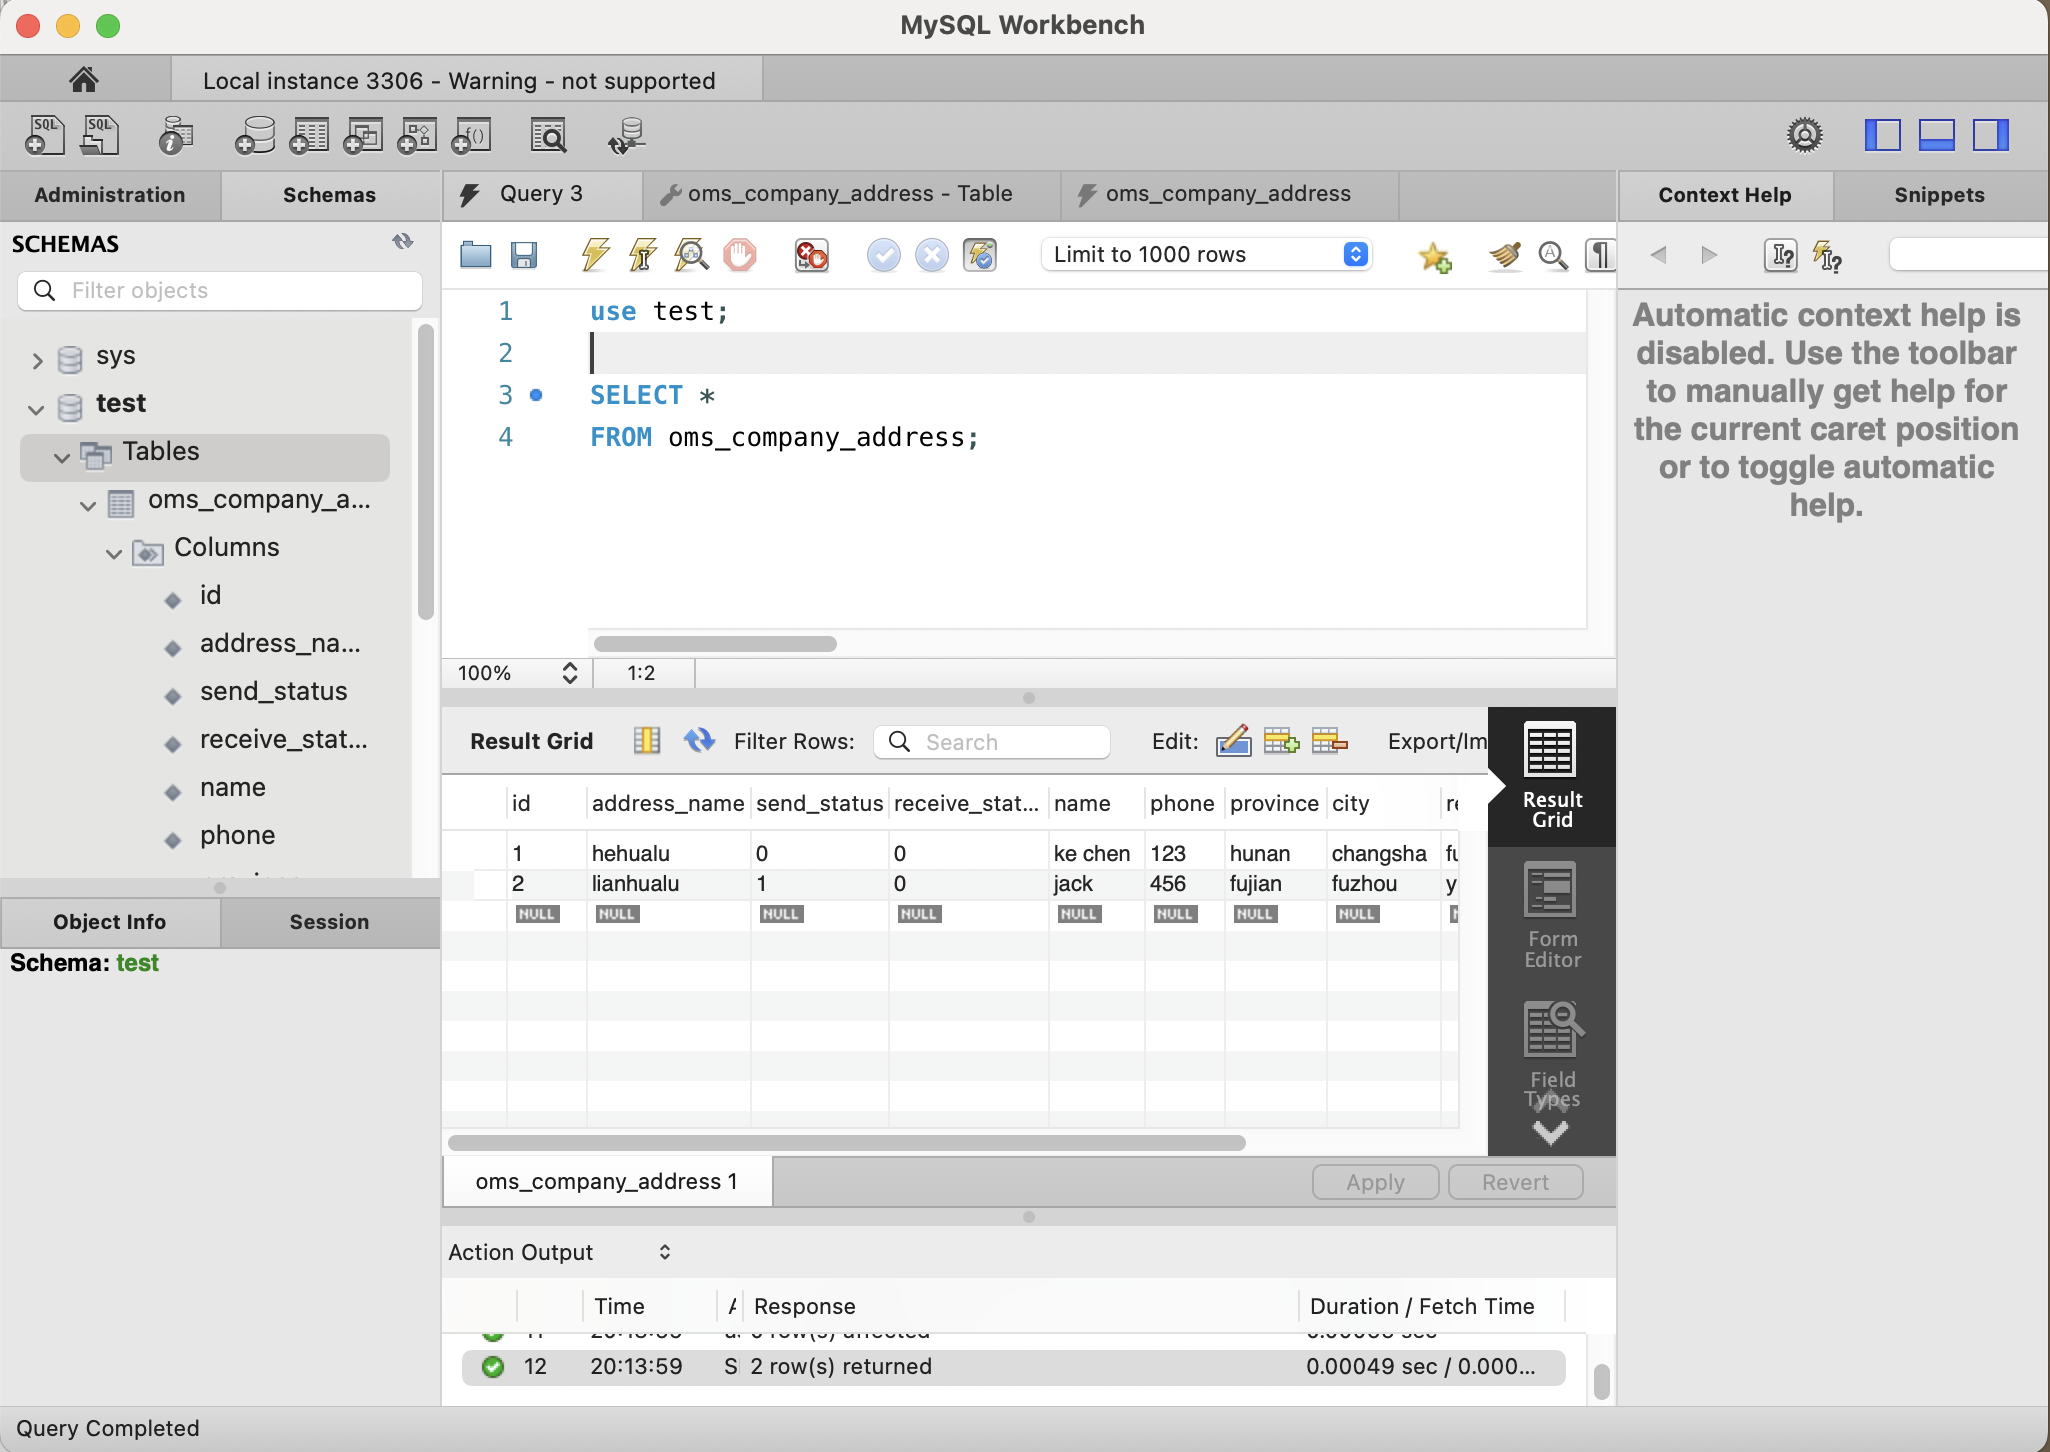 MySQL Workbench
Local instance 3306 - Warning - not supported
SQL SQL
Administration Schemas
Query 3 oms_company_address - Table oms_company_address
Context Help Snippets
SCHEMAS
Filter objects
Limit to 1000 rows
sys
test
Tables
oms_company_a...
Columns
id
address_na...
send_status
receive_stat...
name
phone
1 use test;
2
3 SELECT *
4 FROM oms_company_address;
100% 1:2
Automatic context help is
disabled. Use the toolbar
to manually get help for
the current caret position
or to toggle automatic
help.
Result Grid Filter Rows: Search Edit: Export/Im
id address_name send_status receive_stat... name phone province city
1 hehualu 0 0 ke chen 123 hunan changsha
2 lianhualu 1 0 jack 456 fujian fuzhou y
NULL NULL NULL NULL NULL NULL NULL NULL
Result
Grid
Form
Editor
Field
Types
Object Info Session
Schema: test
oms_company_address 1 Apply Revert
Action Output
Time Response Duration / Fetch Time
12 20:13:59 2 row(s) returned 0.00049 sec / 0.000...
Query Completed